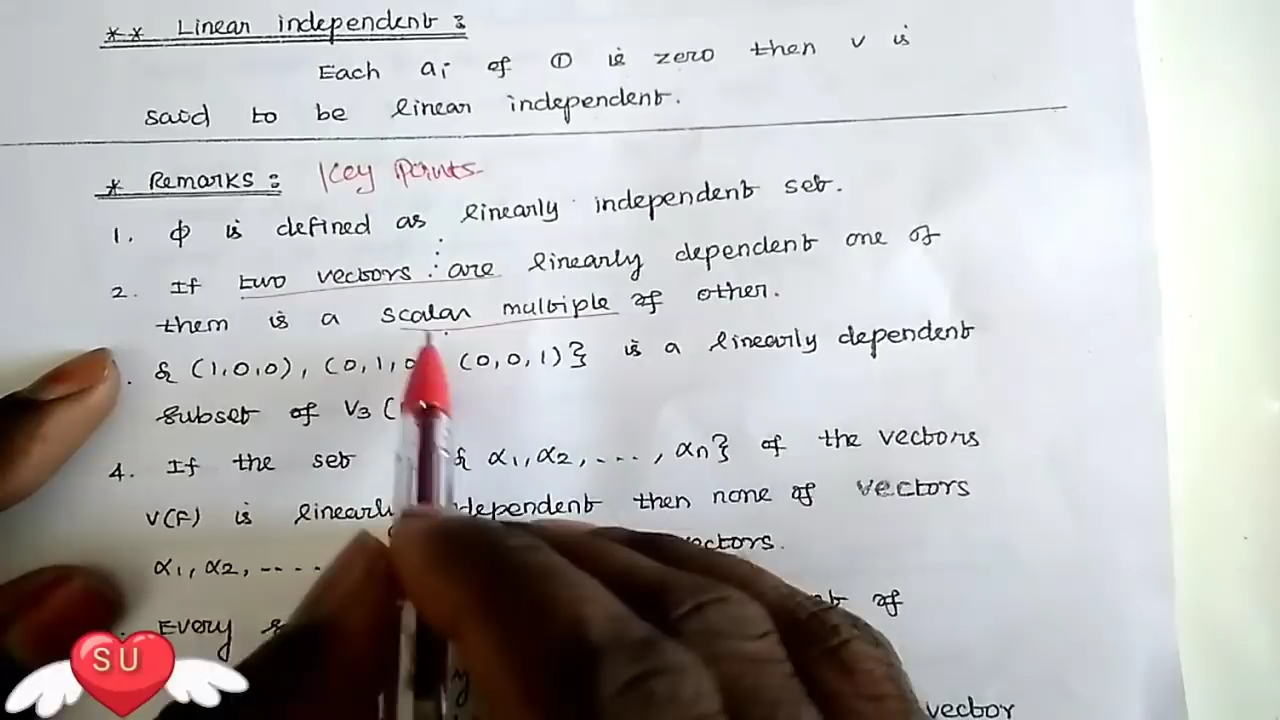 ** Linear independent :
Each ai of ① is zero then v is
said to be linear independent.
* Remarks : Key Points
1. ϕ is defined as linearly independent set.
2. If two vectors are linearly dependent one of
them is a scalar multiple of other.
{ (1,0,0), (0,1,0 (0,0,1)} is a linearly dependent
subset of V3 (
4. If the set { α1, α2, ..., αn} of the vectors
V(F) is linearly dependent then none of vectors
α1, α2, ---- vectors.
Every of
vector
SU